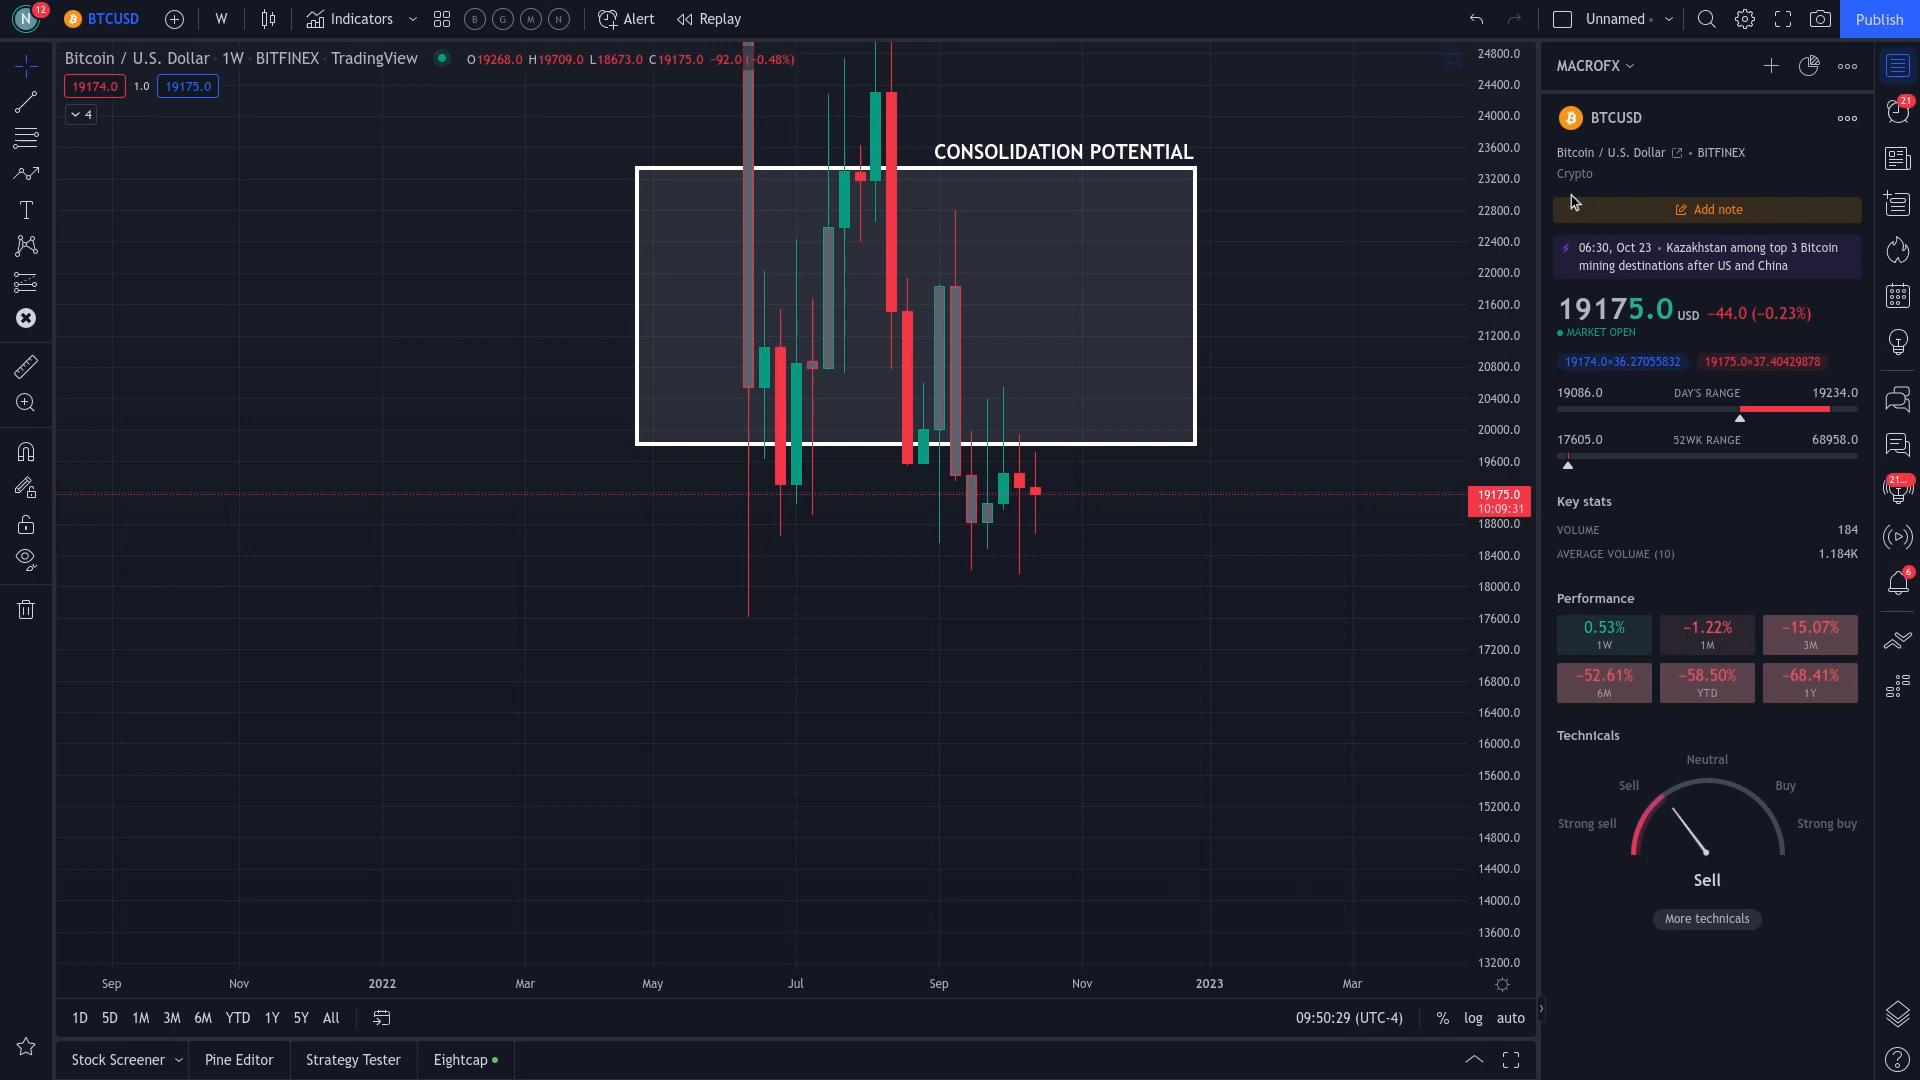 N 12 BTCUSD W Indicators B G M N Alert Replay Unnamed Publish
Bitcoin / U.S. Dollar · 1W · BITFINEX · TradingView O19268.0 H19709.0 L18673.0 C19175.0 −92.0 (−0.48%)
19174.0 1.0 19175.0
4
CONSOLIDATION POTENTIAL
24800.0
24400.0
24000.0
23600.0
23200.0
22800.0
22400.0
22000.0
21600.0
21200.0
20800.0
20400.0
20000.0
19600.0
19175.0
10:09:31
18800.0
18400.0
18000.0
17600.0
17200.0
16800.0
16400.0
16000.0
15600.0
15200.0
14800.0
14400.0
14000.0
13600.0
13200.0
Sep Nov 2022 Mar May Jul Sep Nov 2023 Mar
1D 5D 1M 3M 6M YTD 1Y 5Y All 09:50:29 (UTC-4) % log auto
Stock Screener Pine Editor Strategy Tester Eightcap
MACROFX
BTCUSD
Bitcoin / U.S. Dollar • BITFINEX
Crypto
Add note
06:30, Oct 23 • Kazakhstan among top 3 Bitcoin
mining destinations after US and China
19175.0 USD −44.0 (−0.23%)
MARKET OPEN
19174.0×36.27055832 19175.0×37.40429878
19086.0 DAY'S RANGE 19234.0
17605.0 52WK RANGE 68958.0
Key stats
VOLUME 184
AVERAGE VOLUME (10) 1.184K
Performance
0.53% −1.22% −15.07%
1W 1M 3M
−52.61% −58.50% −68.41%
6M YTD 1Y
Technicals
Neutral
Sell Buy
Strong sell Strong buy
Sell
More technicals
21
21...
6